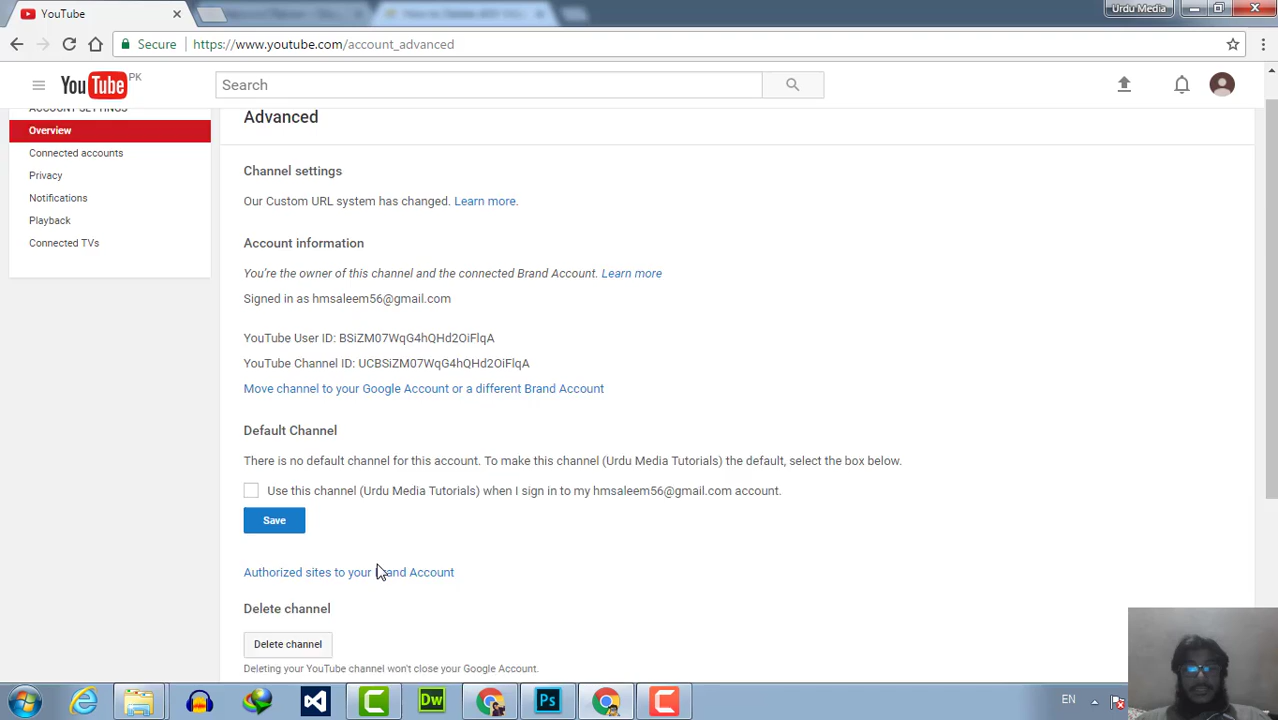 YouTube
Urdu Media
Secure
https://www.youtube.com/account_advanced
YouTube PK
Search
ACCOUNT SETTINGS
Overview
Connected accounts
Privacy
Notifications
Playback
Connected TVs
Advanced
Channel settings
Our Custom URL system has changed. Learn more.
Account information
You're the owner of this channel and the connected Brand Account. Learn more
Signed in as hmsaleem56@gmail.com
YouTube User ID: BSiZM07WqG4hQHd2OiFlqA
YouTube Channel ID: UCBSiZM07WqG4hQHd2OiFlqA
Move channel to your Google Account or a different Brand Account
Default Channel
There is no default channel for this account. To make this channel (Urdu Media Tutorials) the default, select the box below.
Use this channel (Urdu Media Tutorials) when I sign in to my hmsaleem56@gmail.com account.
Save
Authorized sites to your Brand Account
Delete channel
Delete channel
Deleting your YouTube channel won't close your Google Account.
Dw
Ps
EN